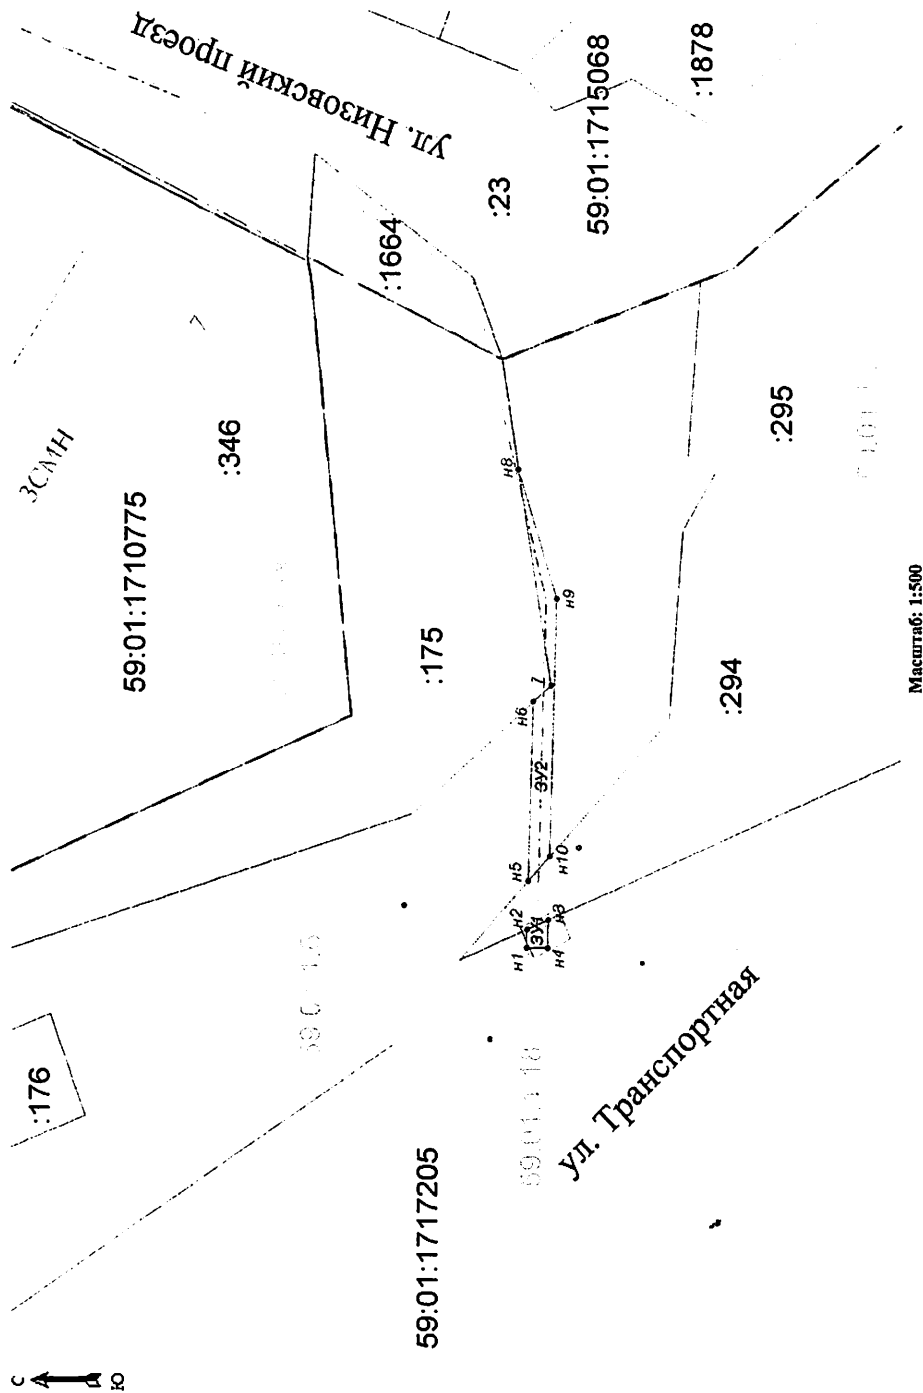 С
Ю
:176
59:01:1717205
ул. Транспортная
59:01:1710775
:346
:175
ЗСМН
ул. Низовский проезд
:1664
:23
59:01:1715068
:1878
:295
:294
н1
н2
н3
н4
ЗУ1
н5
н6
ЗУ2
7
н8
н9
н10
Масштаб: 1:500